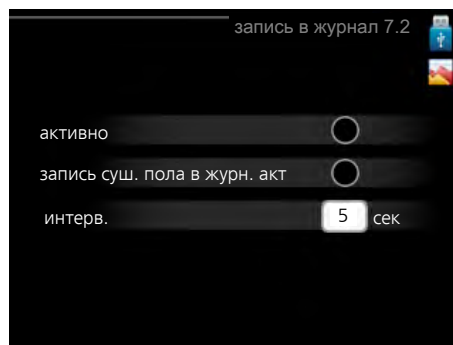 запись в журнал 7.2
активно
запись суш. пола в журн. акт
интерв. 5 сек